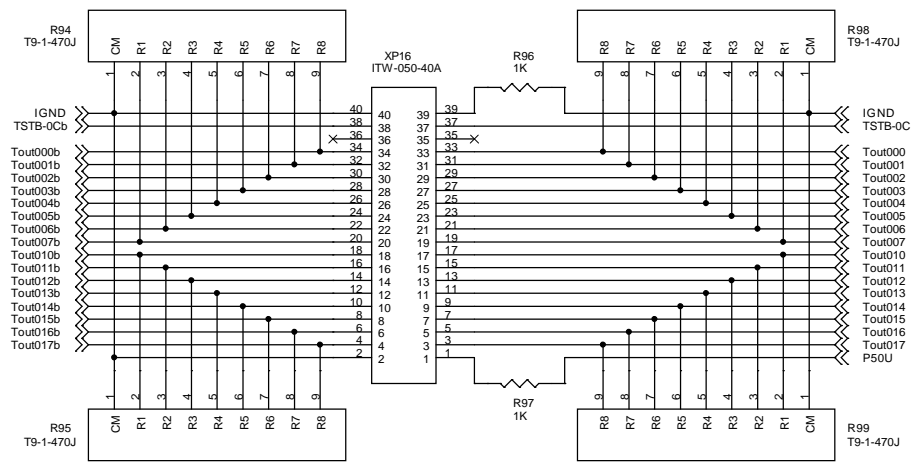 R94
T9-1-470J
CM R1 R2 R3 R4 R5 R6 R7 R8
1 2 3 4 5 6 7 8 9
XP16
ITW-050-40A
R96
1K
R8 R7 R6 R5 R4 R3 R2 R1 CM
9 8 7 6 5 4 3 2 1
R98
T9-1-470J
IGND 40 40 39 39 IGND
TSTB-0Cb 38 38 37 37 TSTB-0C
36 36 35 35
Tout000b 34 34 33 33 Tout000
Tout001b 32 32 31 31 Tout001
Tout002b 30 30 29 29 Tout002
Tout003b 28 28 27 27 Tout003
Tout004b 26 26 25 25 Tout004
Tout005b 24 24 23 23 Tout005
Tout006b 22 22 21 21 Tout006
Tout007b 20 20 19 19 Tout007
Tout010b 18 18 17 17 Tout010
Tout011b 16 16 15 15 Tout011
Tout012b 14 14 13 13 Tout012
Tout013b 12 12 11 11 Tout013
Tout014b 10 10 9 9 Tout014
Tout015b 8 8 7 7 Tout015
Tout016b 6 6 5 5 Tout016
Tout017b 4 4 3 3 Tout017
2 2 1 1 P50U
R97
1K
1 2 3 4 5 6 7 8 9
CM R1 R2 R3 R4 R5 R6 R7 R8
R95
T9-1-470J
9 8 7 6 5 4 3 2 1
R8 R7 R6 R5 R4 R3 R2 R1 CM
R99
T9-1-470J